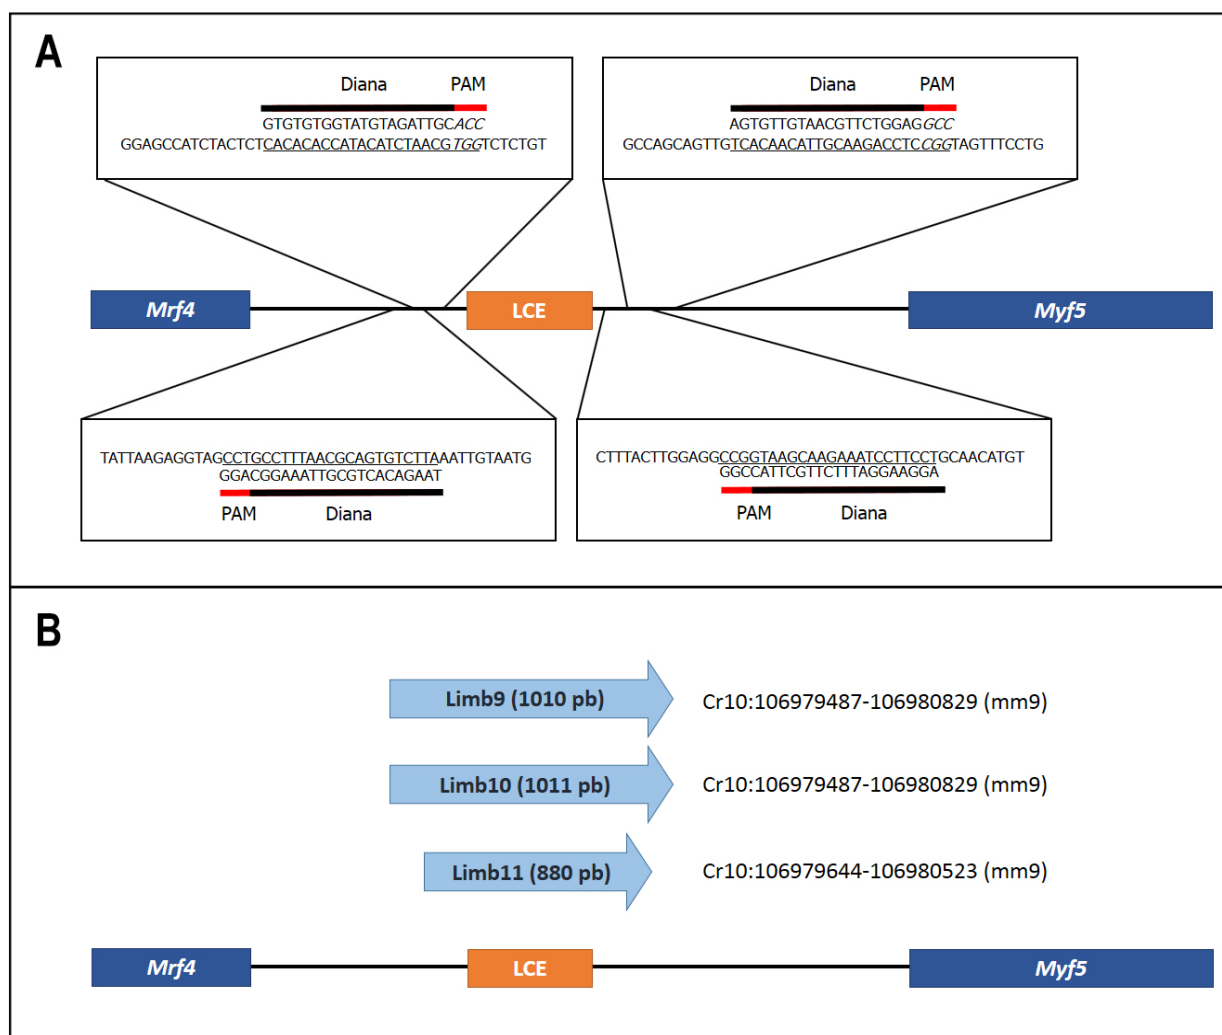 A
Diana PAM
GTGTGTGGTATGTAGATTGCACC
GGAGCCATCTACTCTCACACACCATACATCTAACGTGGTCTCTGT
Diana PAM
AGTGTTGTAACGTTCTGGAGGCC
GCCAGCAGTTGTCACAACATTGCAAGACCTCCGGTAGTTTCCTG
Mrf4 LCE Myf5
TATTAAGAGGTAGCCTGCCTTTAACGCAGTGTCTTAAATTGTAATG
GGACGGAAATTGCGTCACAGAAT
PAM Diana
CTTTACTTGGAGGCCGGTAAGCAAGAAATCCTTCCTGCAACATGT
GGCCATTCGTTCTTTAGGAAGGA
PAM Diana
B
Limb9 (1010 pb) Cr10:106979487-106980829 (mm9)
Limb10 (1011 pb) Cr10:106979487-106980829 (mm9)
Limb11 (880 pb) Cr10:106979644-106980523 (mm9)
Mrf4 LCE Myf5